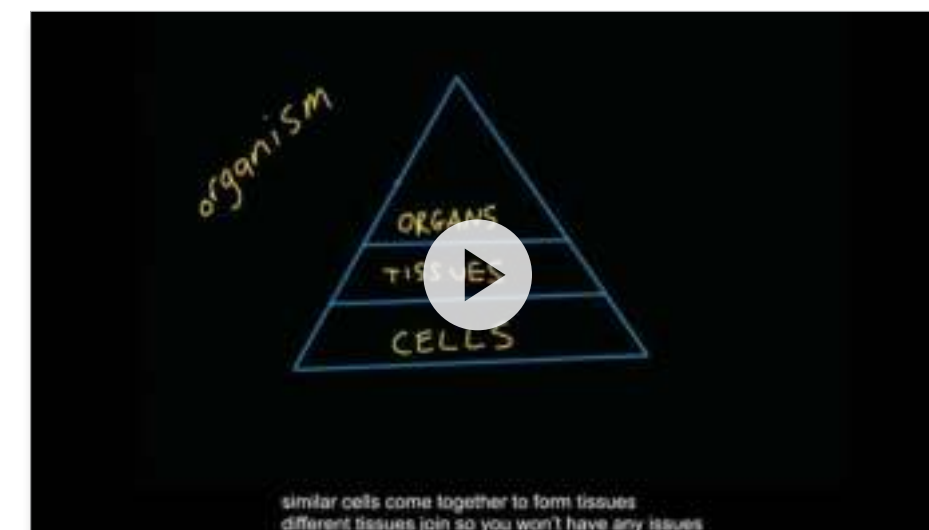 organism
ORGANS
TISSUES
CELLS
similar cells come together to form tissues
different tissues join so you won't have any issues